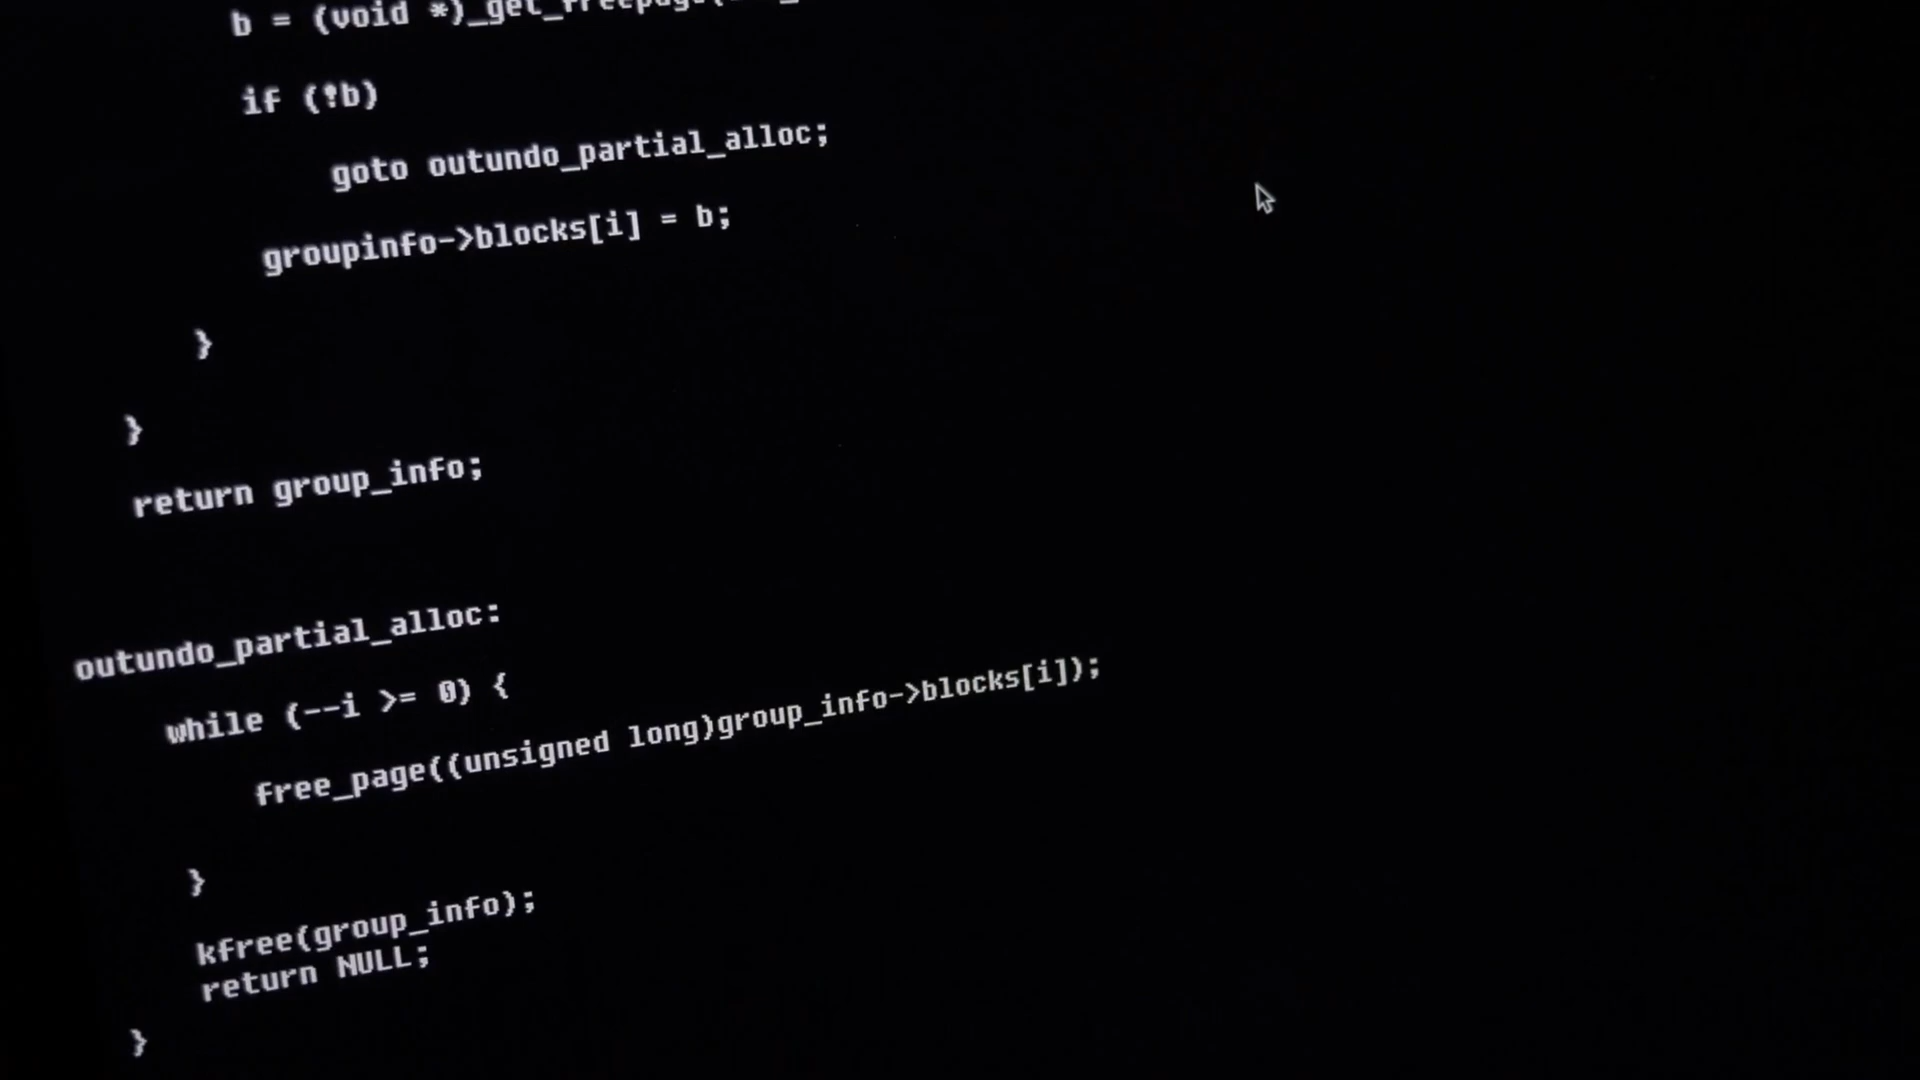 b = (void *)_get_freepage(
if (!b)
goto outundo_partial_alloc;
groupinfo->blocks[i] = b;
}
}
return group_info;
outundo_partial_alloc:
while (--i >= 0) {
free_page((unsigned long)group_info->blocks[i]);
}
kfree(group_info);
return NULL;
}